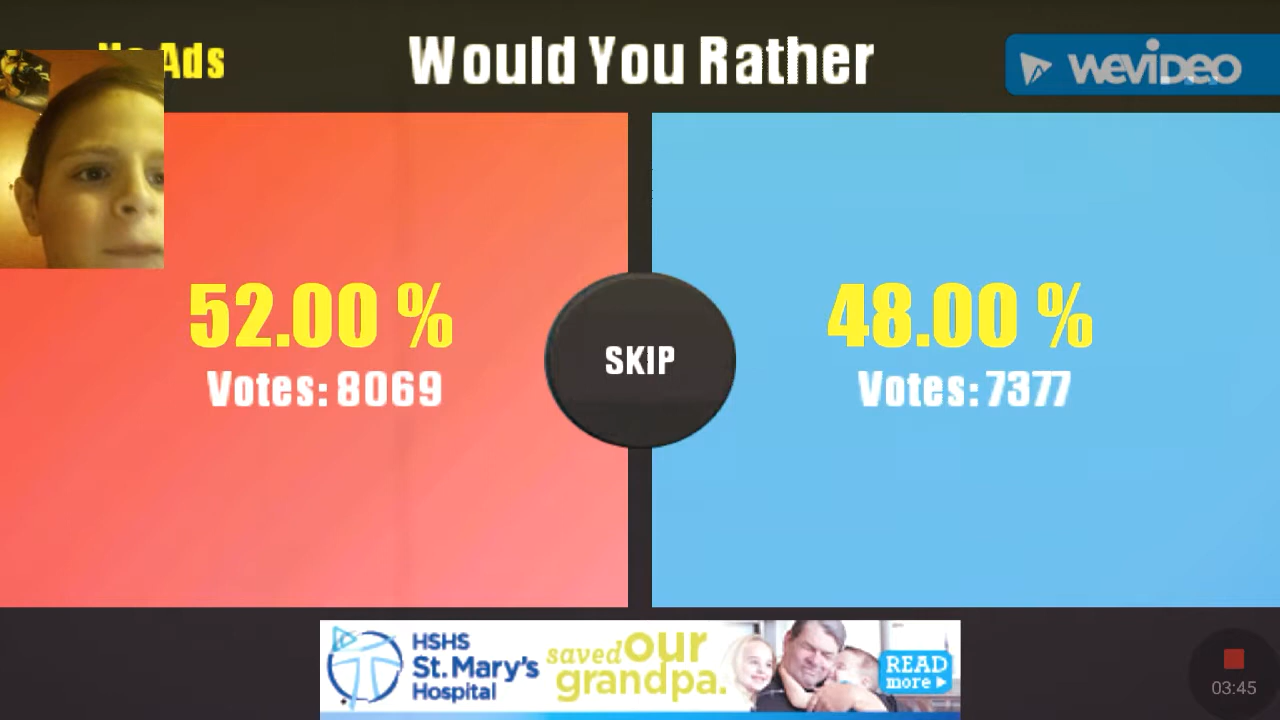 No Ads
Would You Rather
WEVIDEO
52.00 %
Votes: 8069
SKIP
48.00 %
Votes: 7377
HSHS
St. Mary's
Hospital
saved our
grandpa.
READ
more
03:45